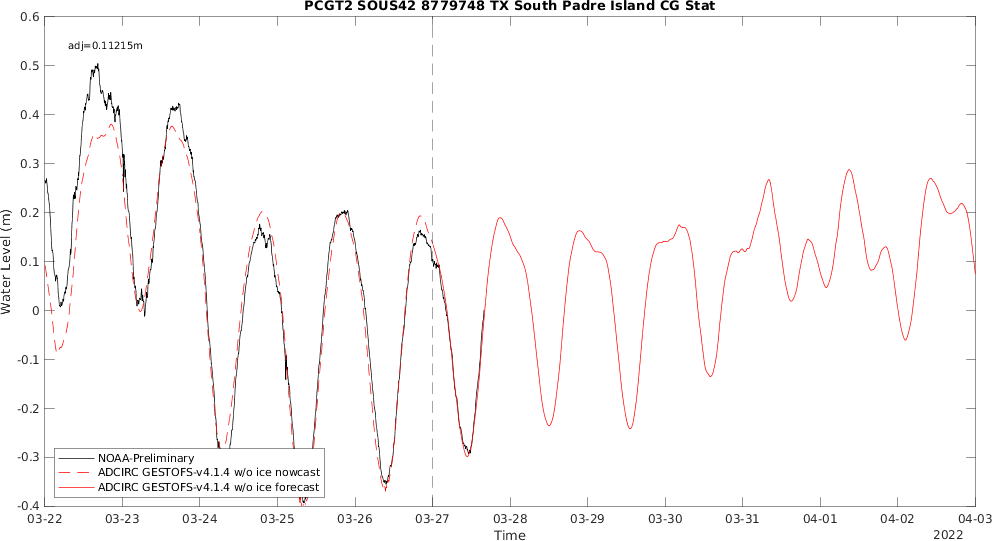 PCGT2 SOUS42 8779748 TX South Padre Island CG Stat
adj=0.11215m
0.6
0.5
0.4
0.3
0.2
0.1
0
-0.1
-0.2
-0.3
-0.4
Water Level (m)
NOAA-Preliminary
ADCIRC GESTOFS-v4.1.4 w/o ice nowcast
ADCIRC GESTOFS-v4.1.4 w/o ice forecast
03-22 03-23 03-24 03-25 03-26 03-27 03-28 03-29 03-30 03-31 04-01 04-02 04-03
Time
2022